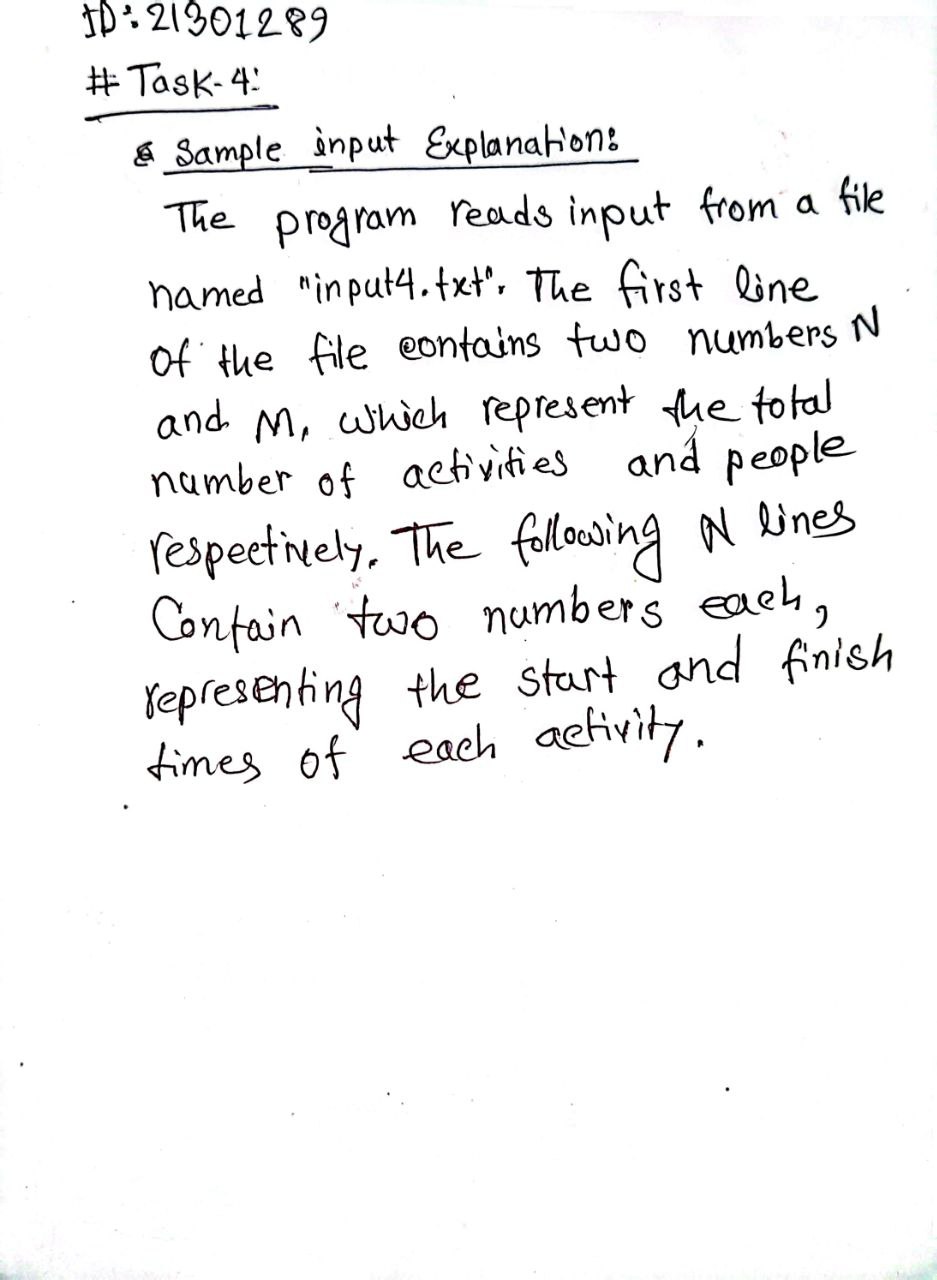 ID: 21301289
# Task-4:
Sample input Explanation:
The program reads input from a file
named "input4.txt". The first line
of the file contains two numbers N
and M, which represent the total
number of activities and people
respectively. The following N lines
Contain two numbers each,
representing the start and finish
times of each activity.